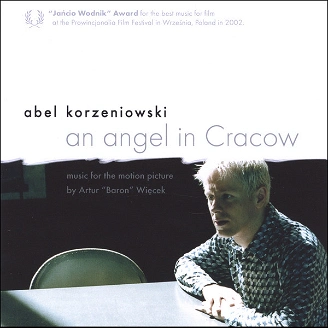 "Jańcio Wodnik" Award for the best music for film
at the Prowincjonalia Film Festival in Września, Poland in 2002.
abel korzeniowski
an angel in Cracow
music for the motion picture
by Artur "Baron" Więcek